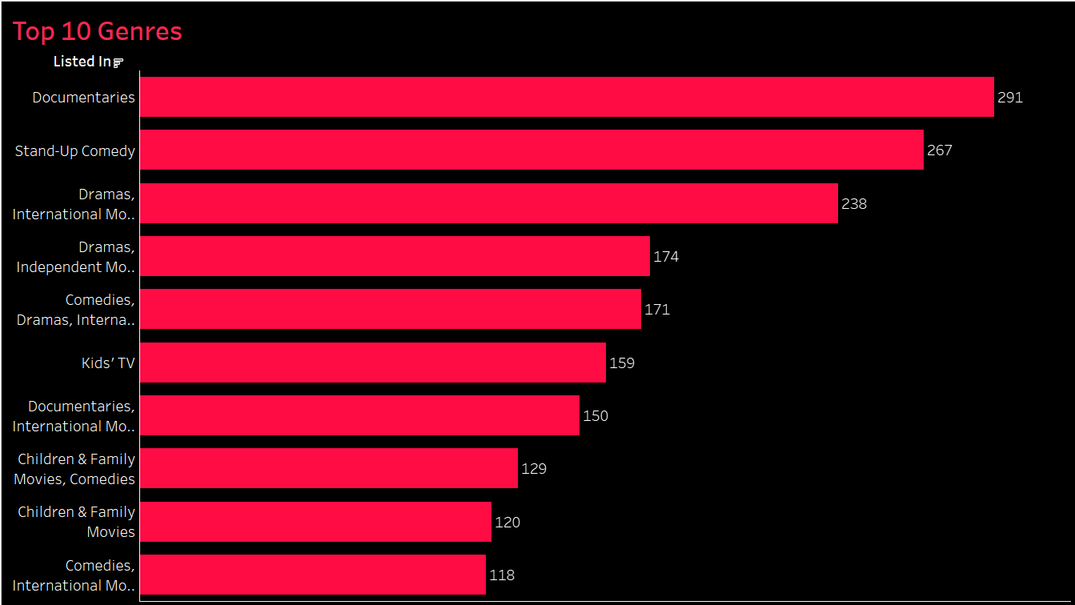 Top 10 Genres
Listed In
Documentaries
291
Stand-Up Comedy
267
Dramas,
International Mo..
238
Dramas,
Independent Mo..
174
Comedies,
Dramas, Interna..
171
Kids' TV
159
Documentaries,
International Mo..
150
Children & Family
Movies, Comedies
129
Children & Family
Movies
120
Comedies,
International Mo..
118